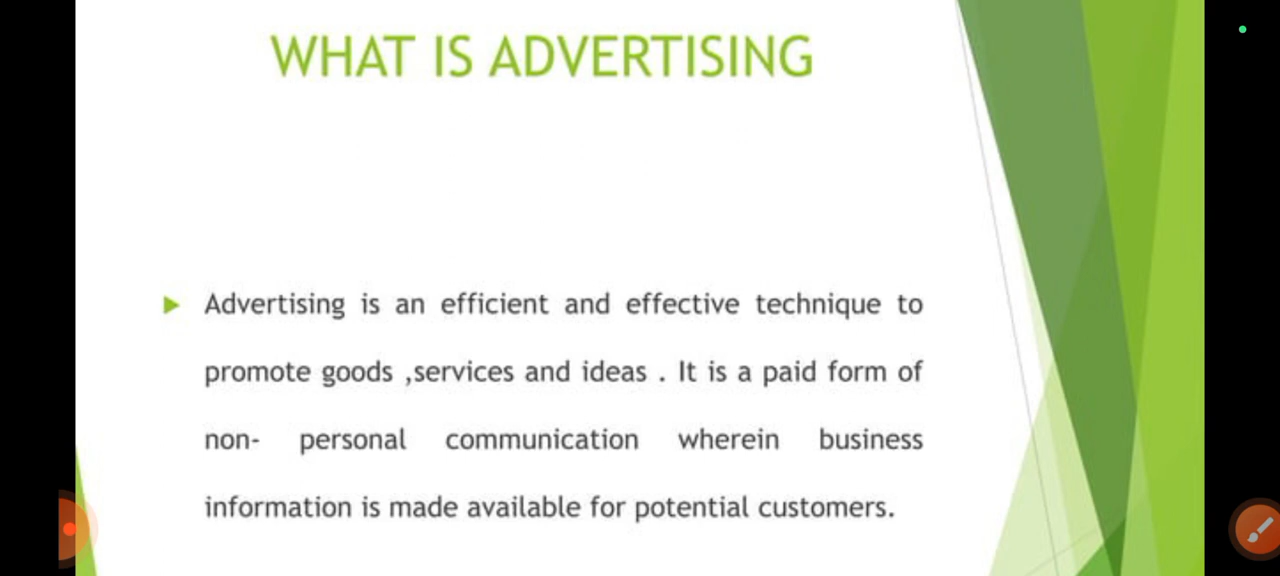 WHAT IS ADVERTISING
Advertising is an efficient and effective technique to
promote goods ,services and ideas . It is a paid form of
non- personal communication wherein business
information is made available for potential customers.